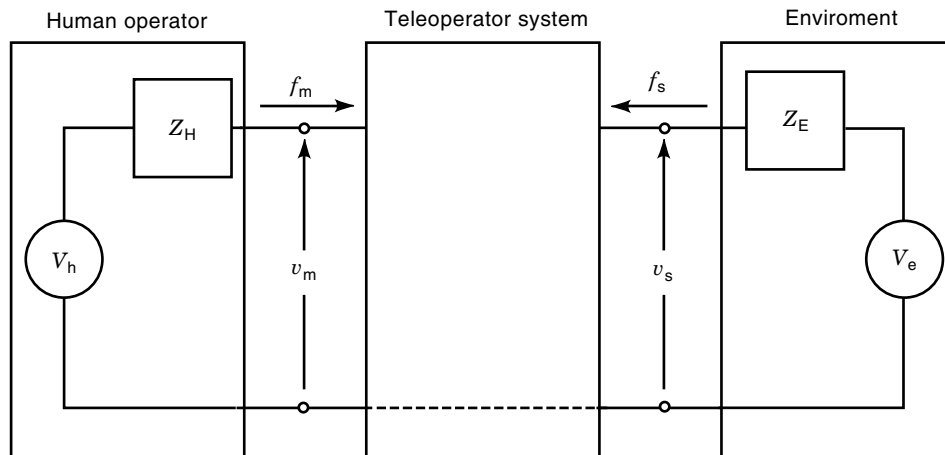 Human operator
Teleoperator system
Enviroment
f_m
f_s
Z_H
Z_E
V_h
v_m
v_s
V_e